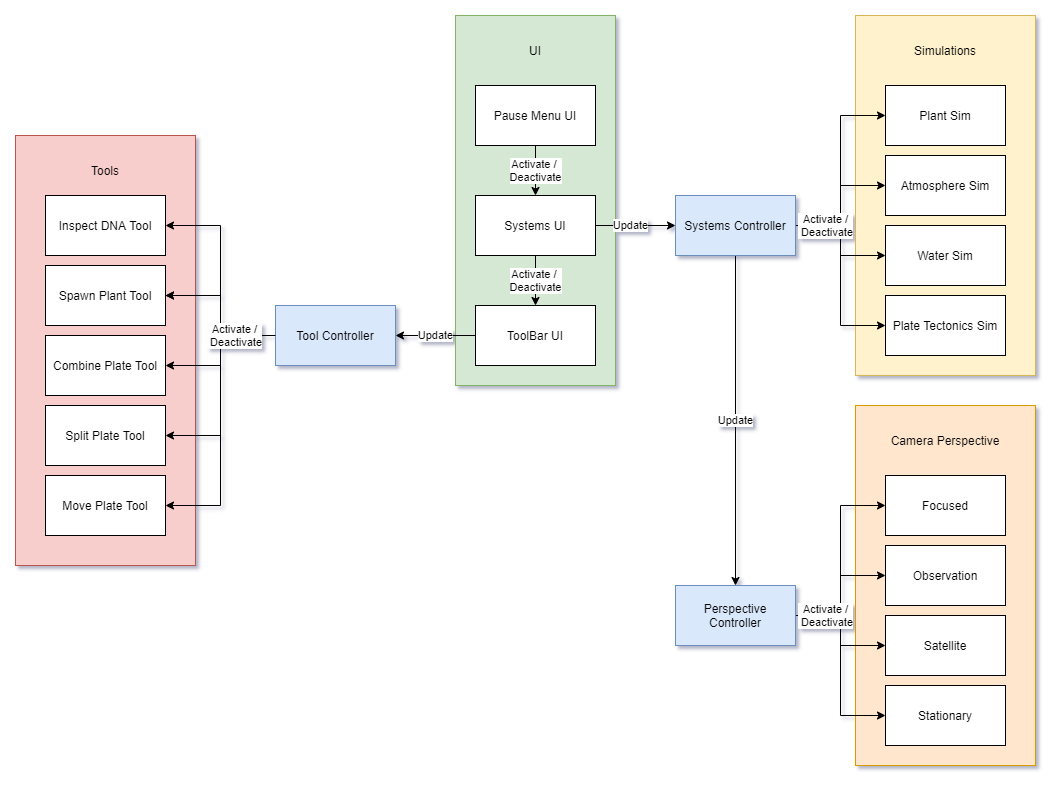 UI
Pause Menu UI
Activate /
Deactivate
Systems UI
Activate /
Deactivate
ToolBar UI
Update
Tool Controller
Activate /
Deactivate
Tools
Inspect DNA Tool
Spawn Plant Tool
Combine Plate Tool
Split Plate Tool
Move Plate Tool
Update
Systems Controller
Activate /
Deactivate
Simulations
Plant Sim
Atmosphere Sim
Water Sim
Plate Tectonics Sim
Update
Perspective
Controller
Activate /
Deactivate
Camera Perspective
Focused
Observation
Satellite
Stationary